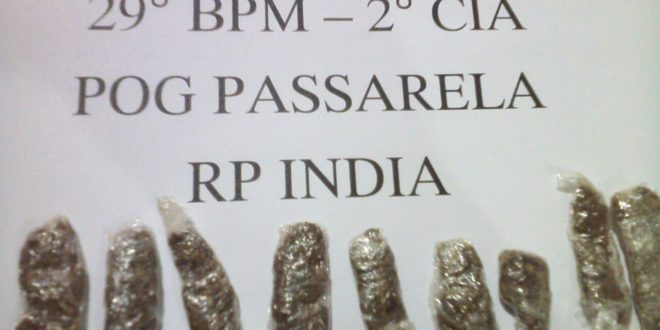 29° BPM – 2° CIA
POG PASSARELA
RP INDIA